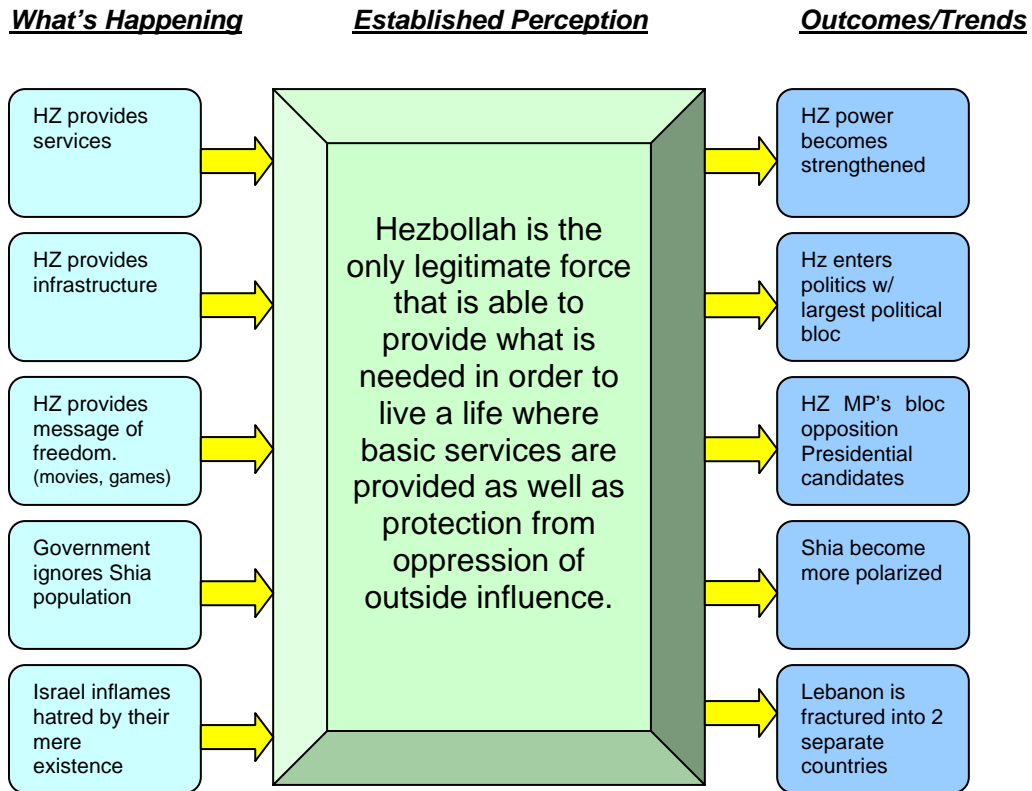 What's Happening
Established Perception
Outcomes/Trends
HZ provides
services
HZ provides
infrastructure
HZ provides
message of
freedom.
(movies, games)
Government
ignores Shia
population
Israel inflames
hatred by their
mere
existence
Hezbollah is the
only legitimate force
that is able to
provide what is
needed in order to
live a life where
basic services are
provided as well as
protection from
oppression of
outside influence.
HZ power
becomes
strengthened
Hz enters
politics w/
largest political
bloc
HZ MP's bloc
opposition
Presidential
candidates
Shia become
more polarized
Lebanon is
fractured into 2
separate
countries